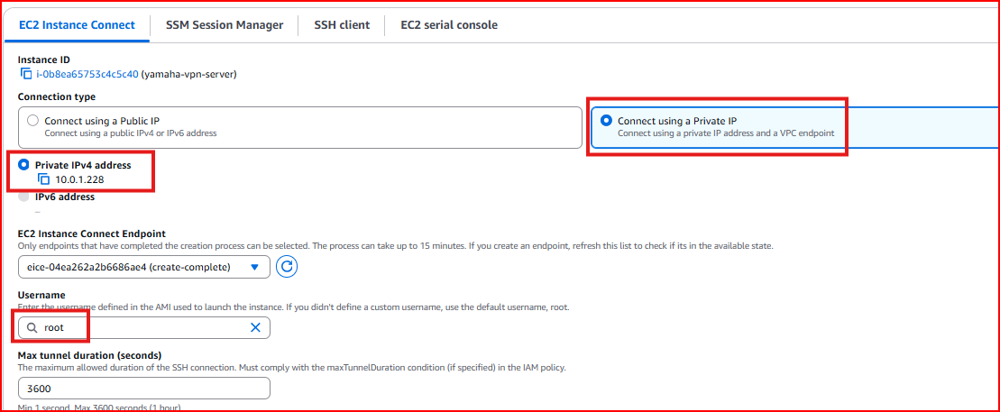 EC2 Instance Connect SSM Session Manager SSH client EC2 serial console
Instance ID
i-0b8ea65753c4c5c40 (yamaha-vpn-server)
Connection type
Connect using a Public IP
Connect using a public IPv4 or IPv6 address
Connect using a Private IP
Connect using a private IP address and a VPC endpoint
Private IPv4 address
10.0.1.228
IPv6 address
–
EC2 Instance Connect Endpoint
Only endpoints that have completed the creation process can be selected. The process can take up to 15 minutes. If you create an endpoint, refresh this list to check if its in the available state.
eice-04ea262a2b6686ae4 (create-complete)
Username
Enter the username defined in the AMI used to launch the instance. If you didn't define a custom username, use the default username, root.
root
Max tunnel duration (seconds)
The maximum allowed duration of the SSH connection. Must comply with the maxTunnelDuration condition (if specified) in the IAM policy.
3600
Min 1 second. Max 3600 seconds (1 hour)